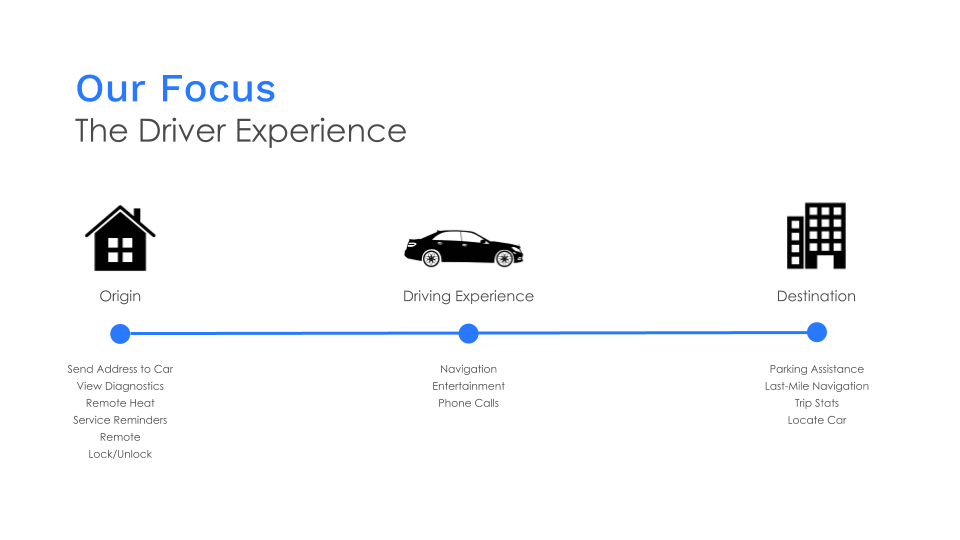 Our Focus
The Driver Experience
Origin
Driving Experience
Destination
Send Address to Car
View Diagnostics
Remote Heat
Service Reminders
Remote
Lock/Unlock
Navigation
Entertainment
Phone Calls
Parking Assistance
Last-Mile Navigation
Trip Stats
Locate Car